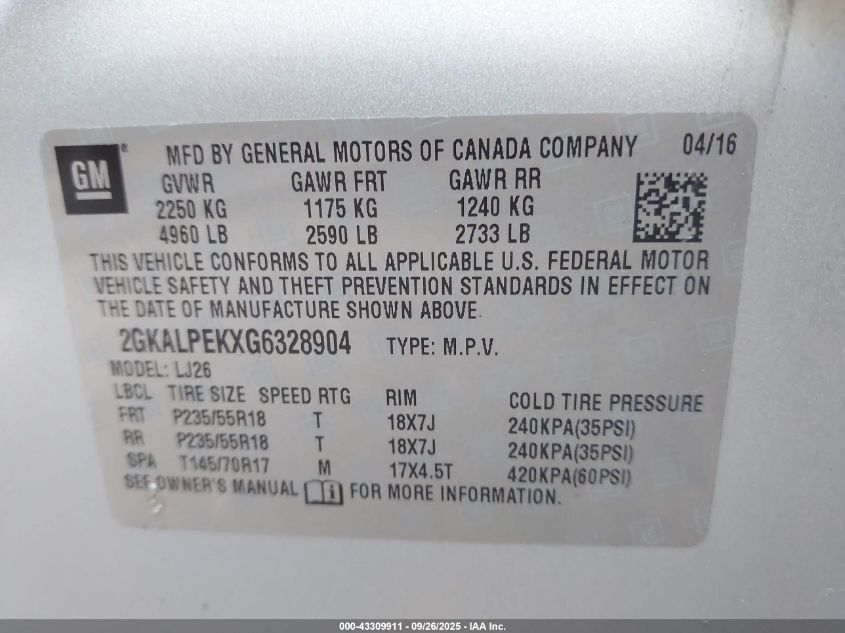 GM ® MFD BY GENERAL MOTORS OF CANADA COMPANY 04/16
GVWR GAWR FRT GAWR RR
2250 KG 1175 KG 1240 KG
4960 LB 2590 LB 2733 LB
THIS VEHICLE CONFORMS TO ALL APPLICABLE U.S. FEDERAL MOTOR
VEHICLE SAFETY AND THEFT PREVENTION STANDARDS IN EFFECT ON
THE DATE OF MANUFACTURE SHOWN ABOVE.
2GKALPEKXG6328904 TYPE: M.P.V.
MODEL: LJ26
LBCL TIRE SIZE SPEED RTG RIM COLD TIRE PRESSURE
FRT P235/55R18 T 18X7J 240KPA(35PSI)
RR P235/55R18 T 18X7J 240KPA(35PSI)
SPA T145/70R17 M 17X4.5T 420KPA(60PSI)
SEE OWNER'S MANUAL FOR MORE INFORMATION.
000-43309911 - 09/26/2025 - IAA Inc.